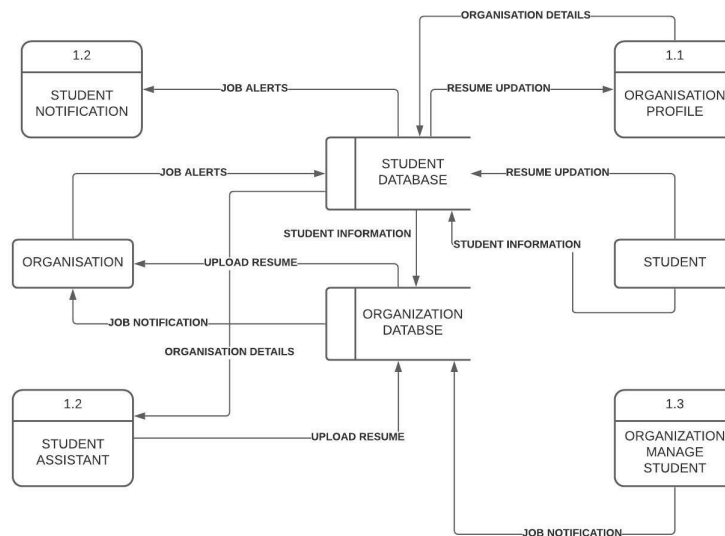 ORGANISATION DETAILS
1.2
STUDENT
NOTIFICATION
JOB ALERTS
RESUME UPDATION
1.1
ORGANISATION
PROFILE
STUDENT
DATABASE
JOB ALERTS
RESUME UPDATION
STUDENT INFORMATION
STUDENT INFORMATION
ORGANISATION
UPLOAD RESUME
STUDENT
ORGANIZATION
DATABSE
JOB NOTIFICATION
ORGANISATION DETAILS
1.2
STUDENT
ASSISTANT
UPLOAD RESUME
1.3
ORGANIZATION
MANAGE
STUDENT
JOB NOTIFICATION